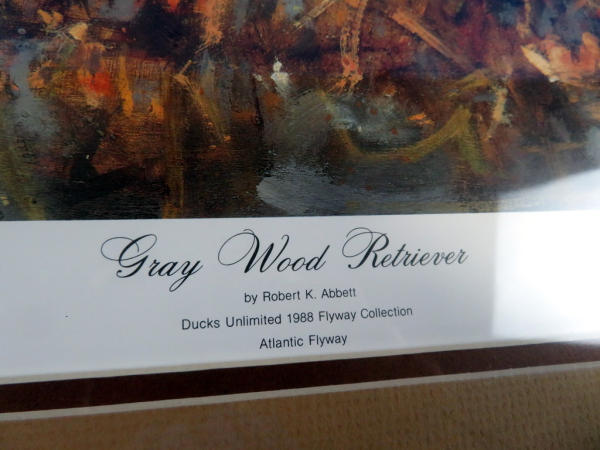 Gray Wood Retriever
by Robert K. Abbett
Ducks Unlimited 1988 Flyway Collection
Atlantic Flyway